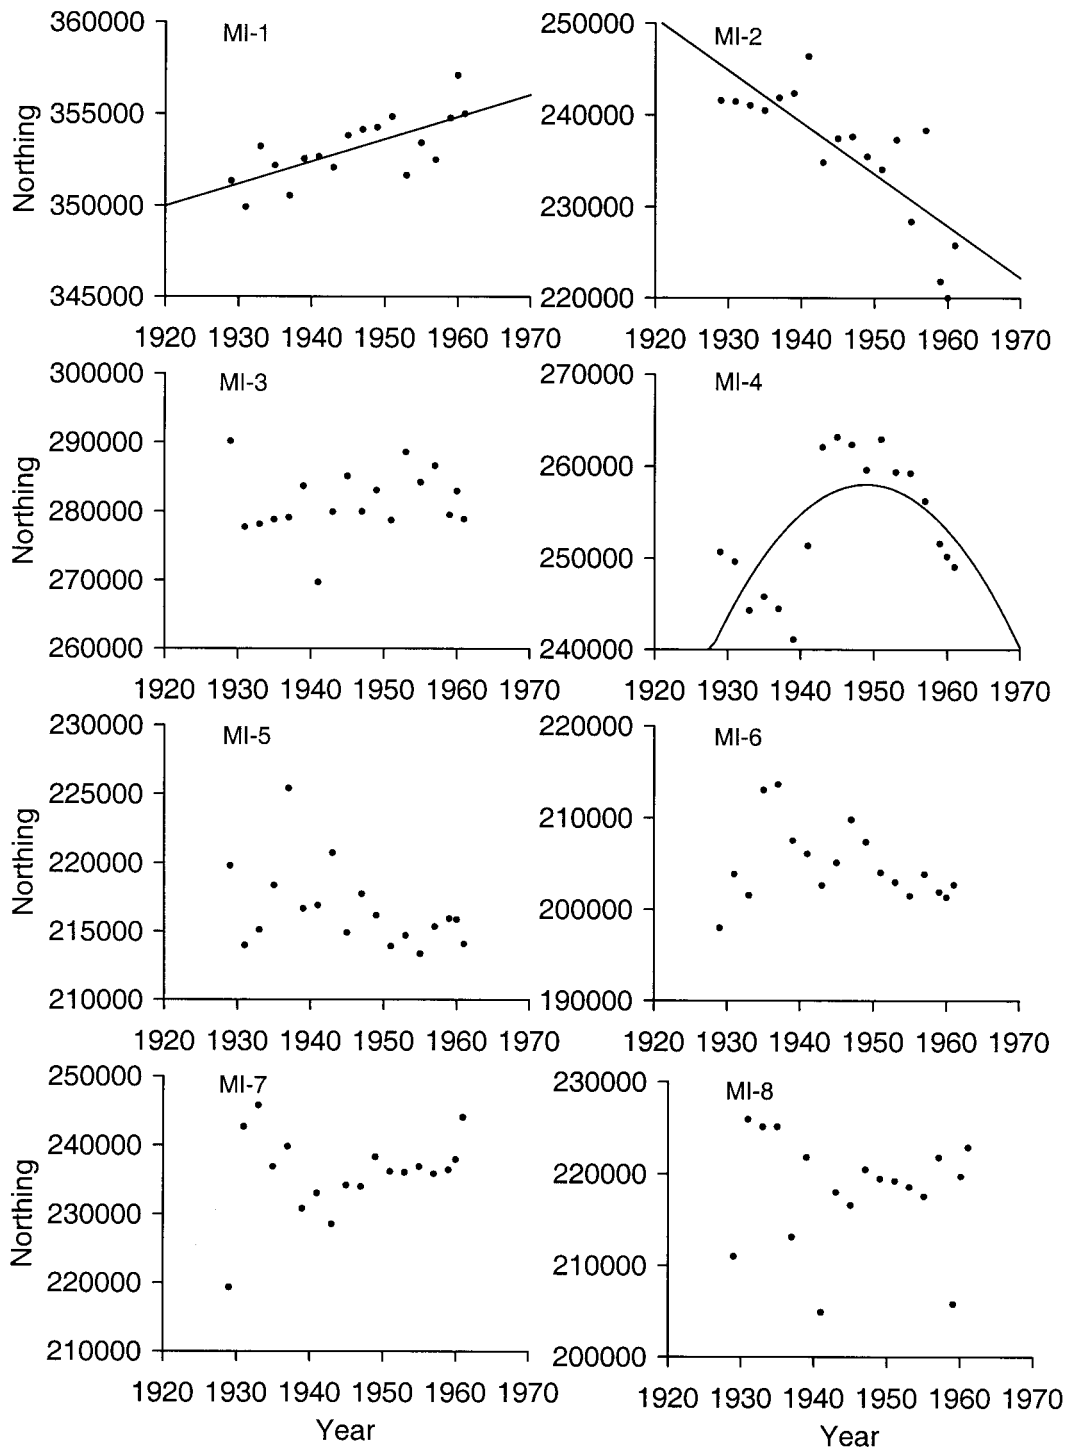 360000 MI-1
355000
Northing
350000
345000
1920 1930 1940 1950 1960 1970
250000 MI-2
240000
230000
220000
1920 1930 1940 1950 1960 1970
300000 MI-3
290000
Northing
280000
270000
260000
1920 1930 1940 1950 1960 1970
270000 MI-4
260000
250000
240000
1920 1930 1940 1950 1960 1970
230000 MI-5
225000
Northing
220000
215000
210000
1920 1930 1940 1950 1960 1970
220000 MI-6
210000
200000
190000
1920 1930 1940 1950 1960 1970
250000 MI-7
240000
Northing
230000
220000
210000
1920 1930 1940 1950 1960 1970
Year
230000 MI-8
220000
210000
200000
1920 1930 1940 1950 1960 1970
Year